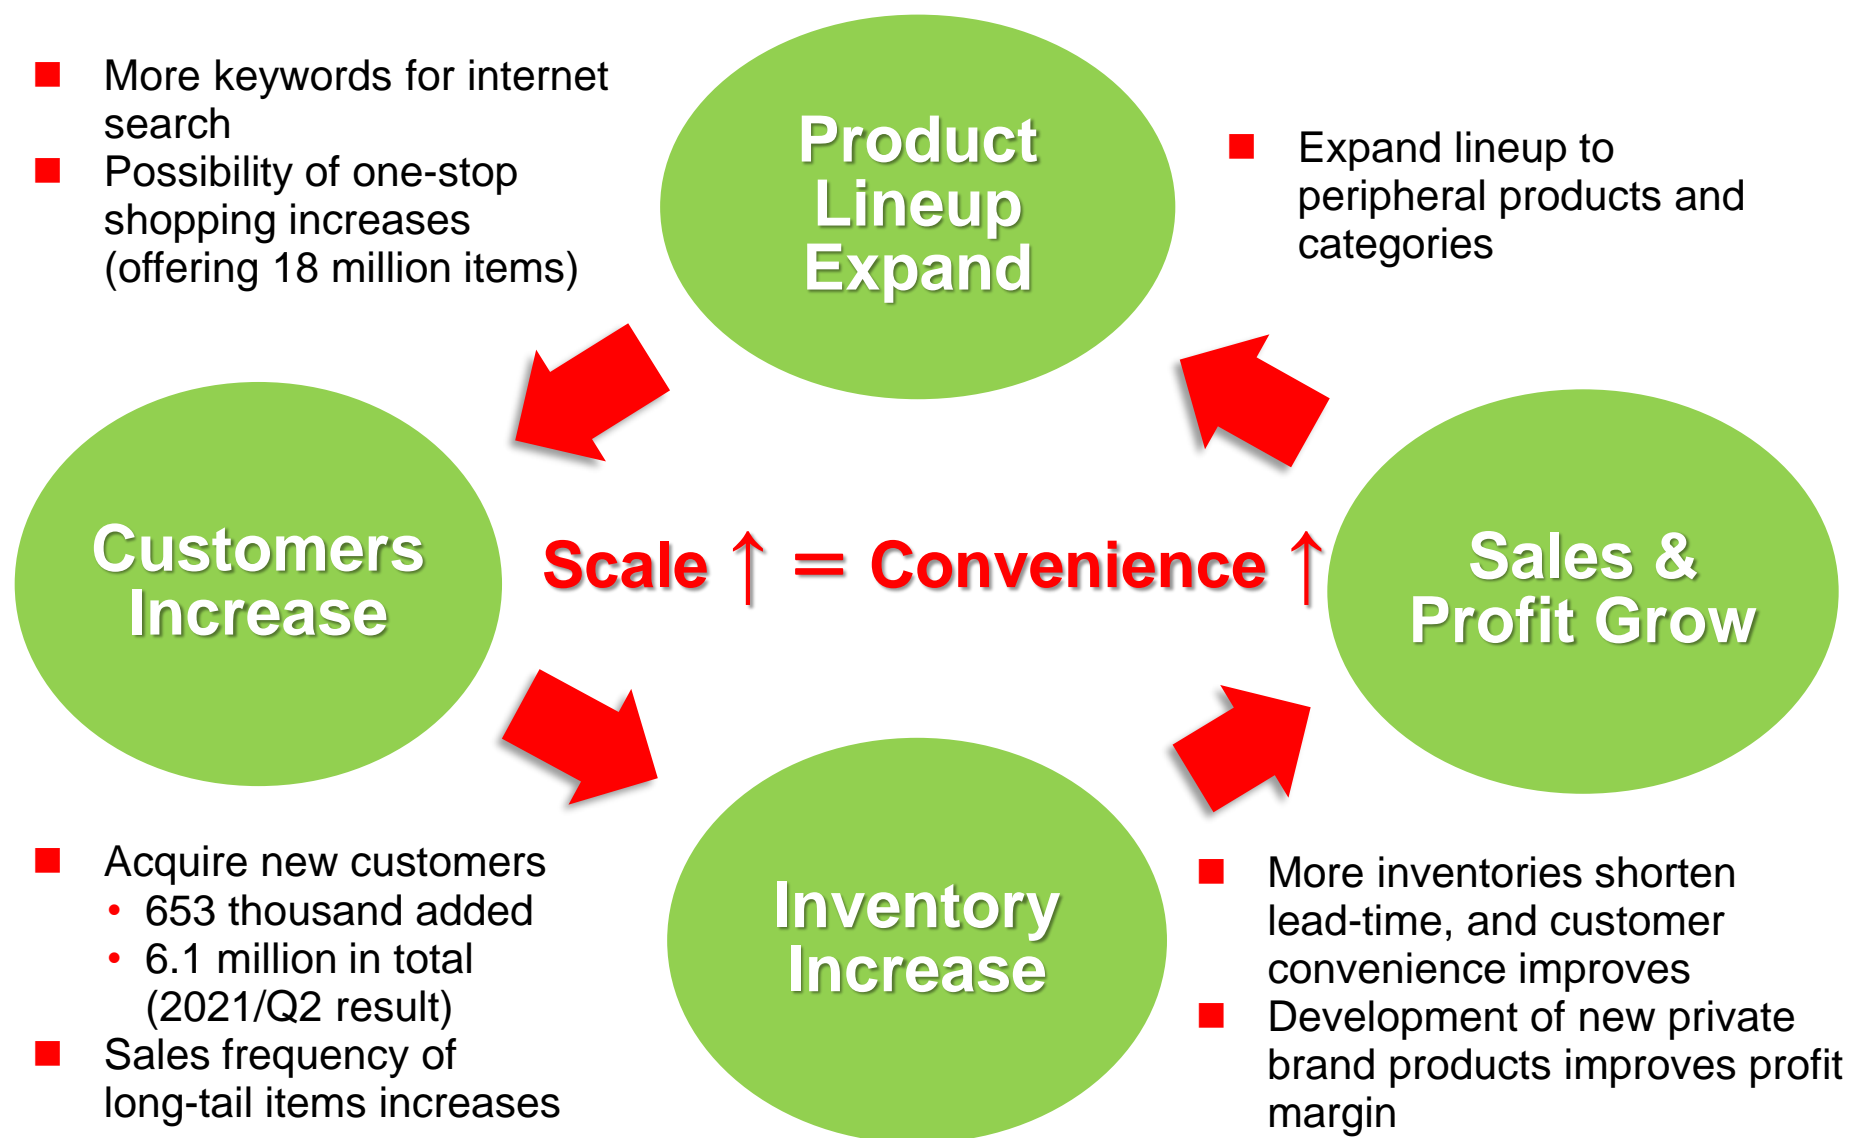 ■ More keywords for internet
search
■ Possibility of one-stop
shopping increases
(offering 18 million items)
Product
Lineup
Expand
■ Expand lineup to
peripheral products and
categories
Customers
Increase
Scale ↑ = Convenience ↑
Sales &
Profit Grow
■ Acquire new customers
• 653 thousand added
• 6.1 million in total
(2021/Q2 result)
■ Sales frequency of
long-tail items increases
Inventory
Increase
■ More inventories shorten
lead-time, and customer
convenience improves
■ Development of new private
brand products improves profit
margin